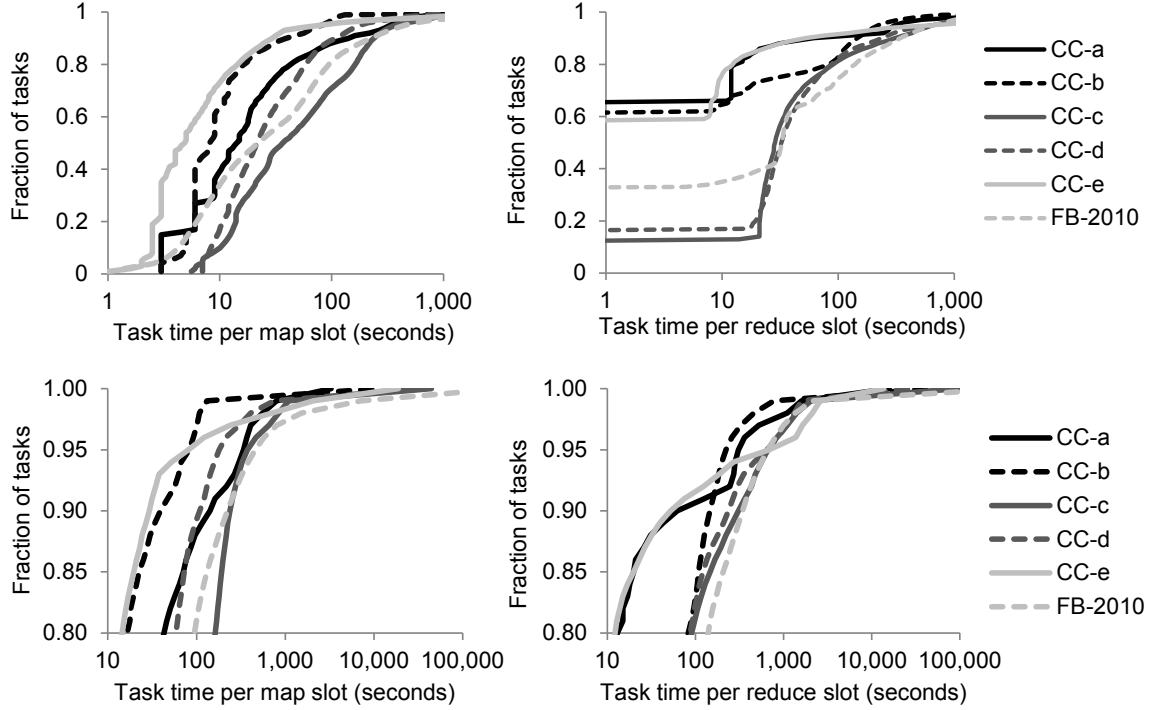 Fraction of tasks
1
0.8
0.6
0.4
0.2
0
1
10
100
1,000
Task time per map slot (seconds)
Fraction of tasks
1
0.8
0.6
0.4
0.2
0
1
10
100
1,000
Task time per reduce slot (seconds)
CC-a
CC-b
CC-c
CC-d
CC-e
FB-2010
Fraction of tasks
1.00
0.95
0.90
0.85
0.80
10
100
1,000
10,000
100,000
Task time per map slot (seconds)
Fraction of tasks
1.00
0.95
0.90
0.85
0.80
10
100
1,000
10,000
100,000
Task time per reduce slot (seconds)
CC-a
CC-b
CC-c
CC-d
CC-e
FB-2010